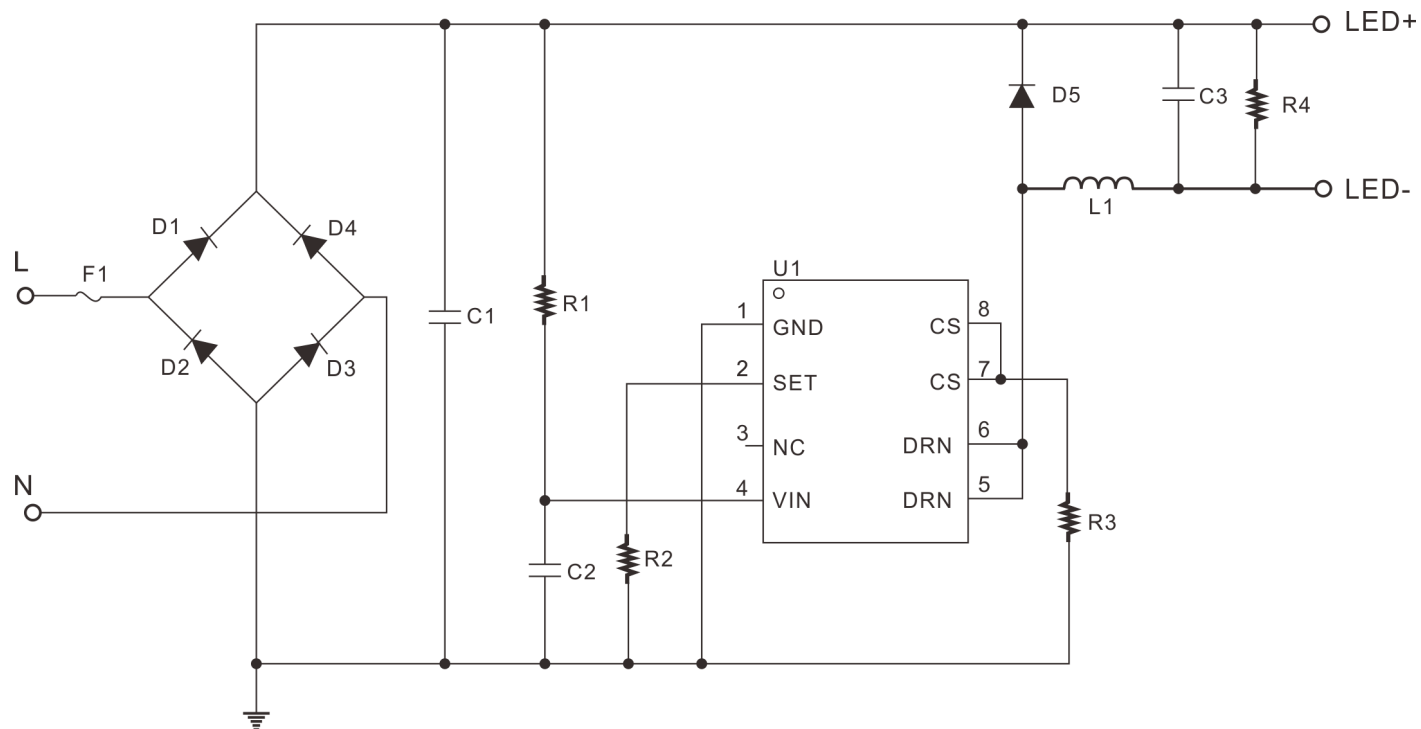 LED+
D5
C3
R4
LED-
L1
D1
D4
L
F1
D2
D3
N
C1
R1
U1
1
GND
2
SET
3
NC
4
VIN
8
CS
7
CS
6
DRN
5
DRN
R3
C2
R2